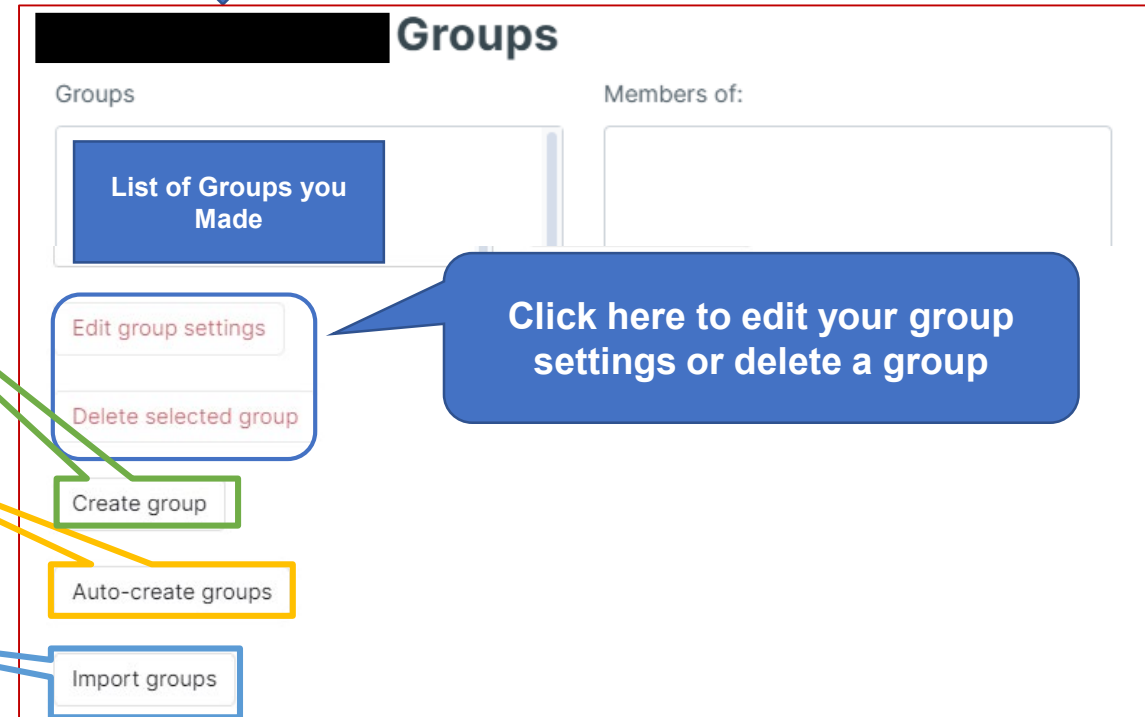 Groups
Groups
Members of:
List of Groups you
Made
Edit group settings
Click here to edit your group
settings or delete a group
Delete selected group
Create group
Auto-create groups
Import groups